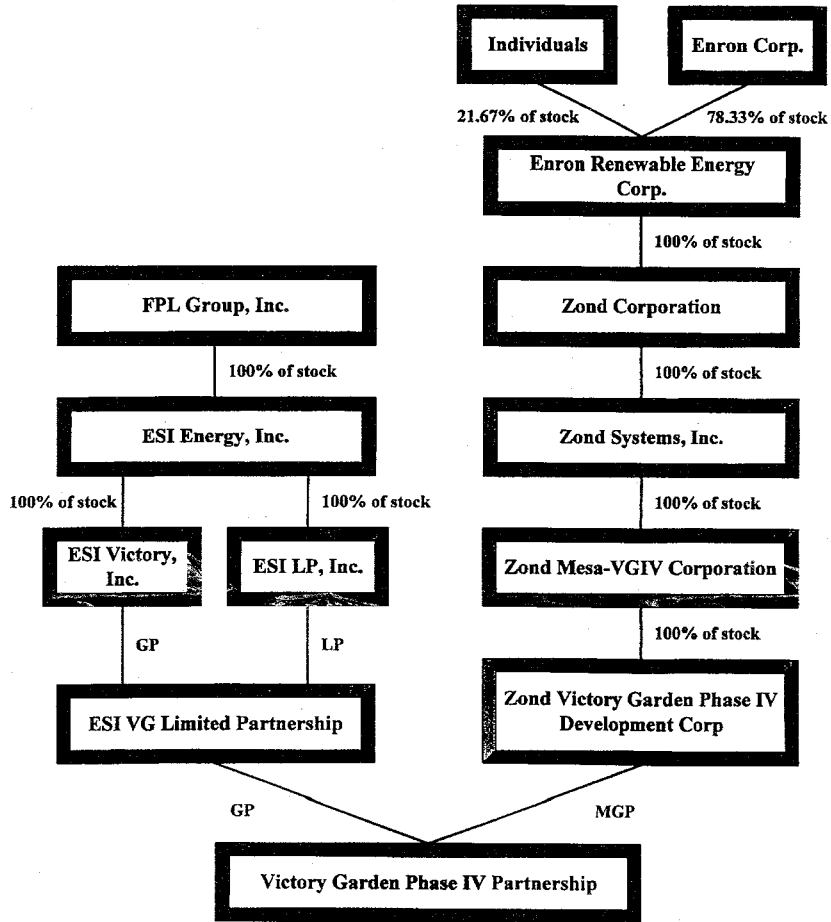 Individuals
Enron Corp.
21.67% of stock
78.33% of stock
Enron Renewable Energy
Corp.
100% of stock
FPL Group, Inc.
Zond Corporation
100% of stock
100% of stock
ESI Energy, Inc.
Zond Systems, Inc.
100% of stock
100% of stock
100% of stock
ESI Victory,
Inc.
ESI LP, Inc.
Zond Mesa-VGIV Corporation
GP
LP
100% of stock
ESI VG Limited Partnership
Zond Victory Garden Phase IV
Development Corp
GP
MGP
Victory Garden Phase IV Partnership